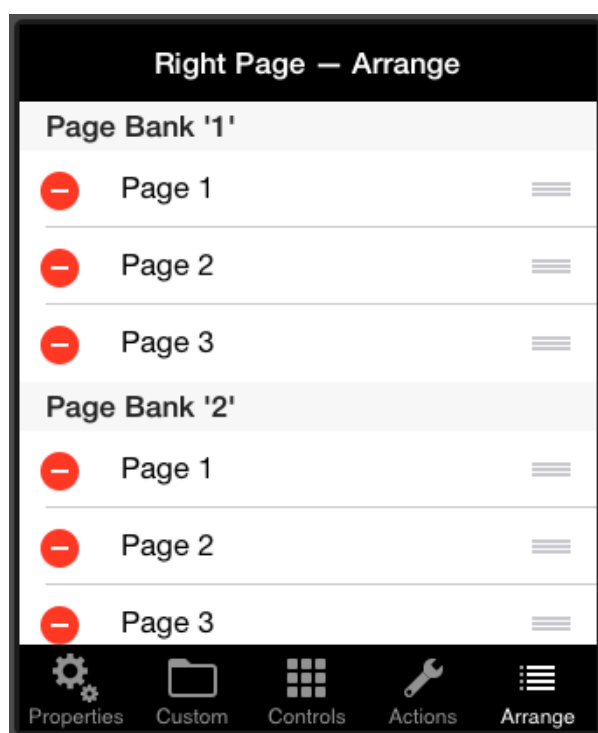 Right Page — Arrange
Page Bank '1'
Page 1
Page 2
Page 3
Page Bank '2'
Page 1
Page 2
Page 3
Properties Custom Controls Actions Arrange